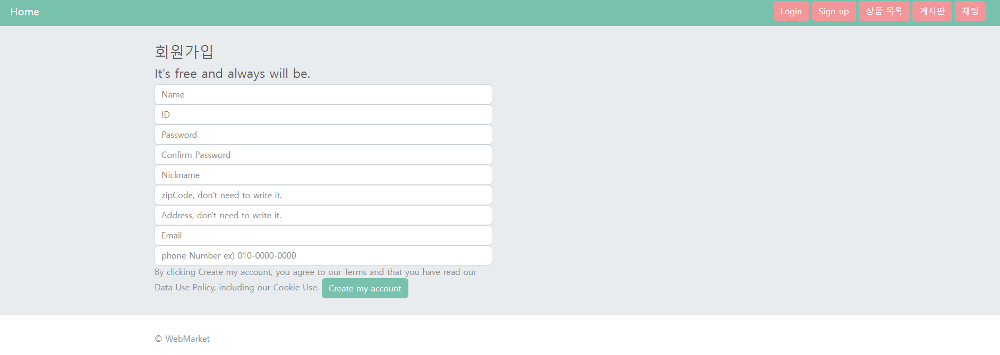 Home Login Sign-up 상품 목록 게시판 채팅
회원가입
It's free and always will be.
Name
ID
Password
Confirm Password
Nickname
zipCode, don't need to write it.
Address, don't need to write it.
Email
phone Number ex) 010-0000-0000
By clicking Create my account, you agree to our Terms and that you have read our
Data Use Policy, including our Cookie Use. Create my account
© WebMarket